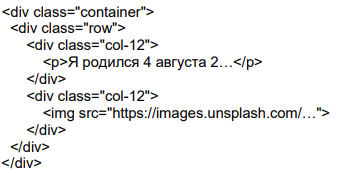 <div class="container">
<div class="row">
<div class="col-12">
<p>Я родился 4 августа 2…</p>
</div>
<div class="col-12">
<img src="https://images.unsplash.com/…">
</div>
</div>
</div>